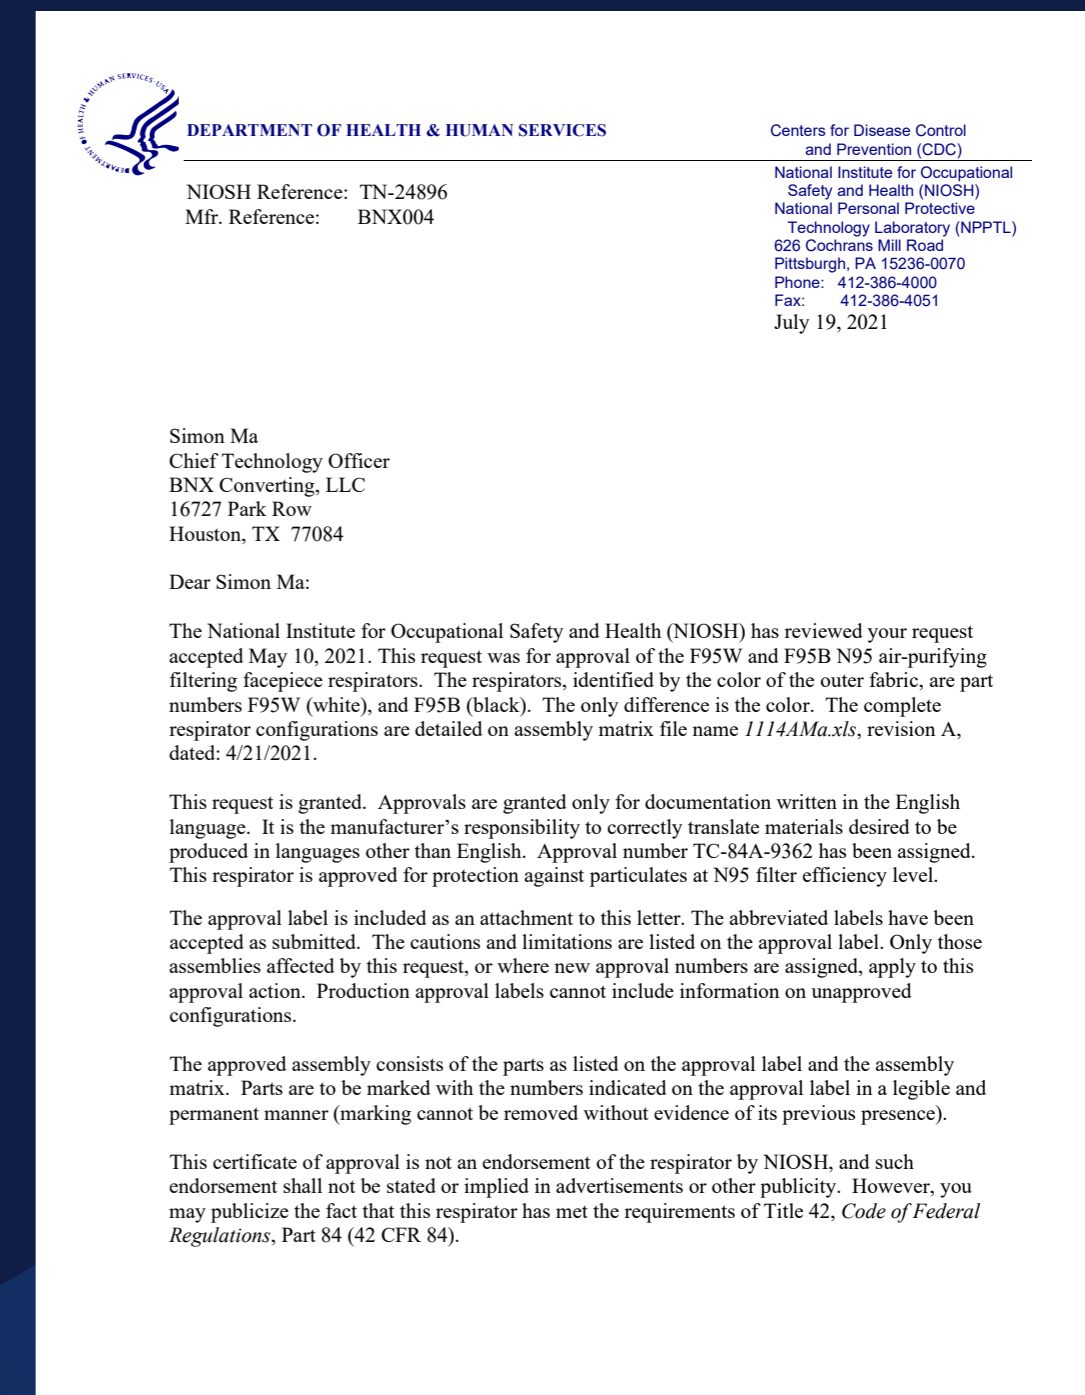 DEPARTMENT OF HEALTH & HUMAN SERVICES·USA
DEPARTMENT OF HEALTH & HUMAN SERVICES
Centers for Disease Control
and Prevention (CDC)
National Institute for Occupational
Safety and Health (NIOSH)
National Personal Protective
Technology Laboratory (NPPTL)
626 Cochrans Mill Road
Pittsburgh, PA 15236-0070
Phone: 412-386-4000
Fax: 412-386-4051
July 19, 2021
NIOSH Reference: TN-24896
Mfr. Reference: BNX004
Simon Ma
Chief Technology Officer
BNX Converting, LLC
16727 Park Row
Houston, TX 77084
Dear Simon Ma:
The National Institute for Occupational Safety and Health (NIOSH) has reviewed your request
accepted May 10, 2021. This request was for approval of the F95W and F95B N95 air-purifying
filtering facepiece respirators. The respirators, identified by the color of the outer fabric, are part
numbers F95W (white), and F95B (black). The only difference is the color. The complete
respirator configurations are detailed on assembly matrix file name 1114AMa.xls, revision A,
dated: 4/21/2021.
This request is granted. Approvals are granted only for documentation written in the English
language. It is the manufacturer’s responsibility to correctly translate materials desired to be
produced in languages other than English. Approval number TC-84A-9362 has been assigned.
This respirator is approved for protection against particulates at N95 filter efficiency level.
The approval label is included as an attachment to this letter. The abbreviated labels have been
accepted as submitted. The cautions and limitations are listed on the approval label. Only those
assemblies affected by this request, or where new approval numbers are assigned, apply to this
approval action. Production approval labels cannot include information on unapproved
configurations.
The approved assembly consists of the parts as listed on the approval label and the assembly
matrix. Parts are to be marked with the numbers indicated on the approval label in a legible and
permanent manner (marking cannot be removed without evidence of its previous presence).
This certificate of approval is not an endorsement of the respirator by NIOSH, and such
endorsement shall not be stated or implied in advertisements or other publicity. However, you
may publicize the fact that this respirator has met the requirements of Title 42, Code of Federal
Regulations, Part 84 (42 CFR 84).